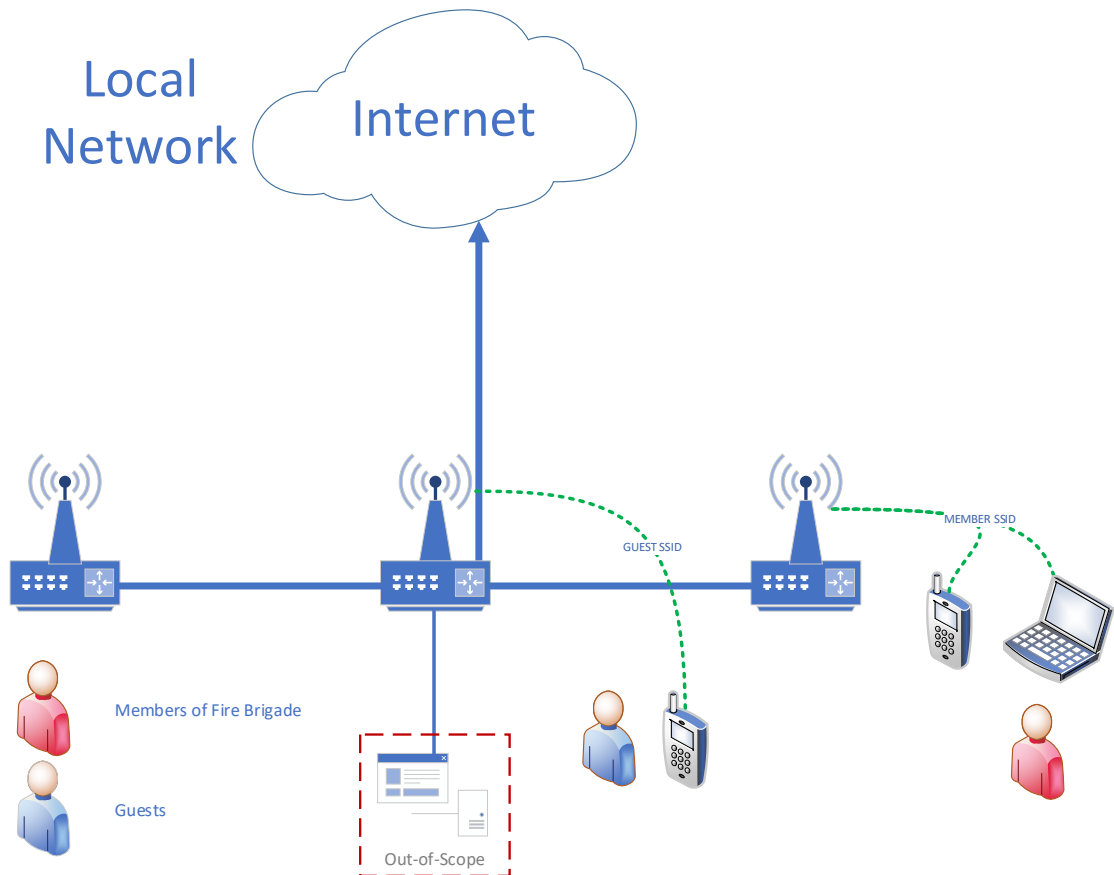 Local
Network
Internet
GUEST SSID
MEMBER SSID
Members of Fire Brigade
Guests
Out-of-Scope